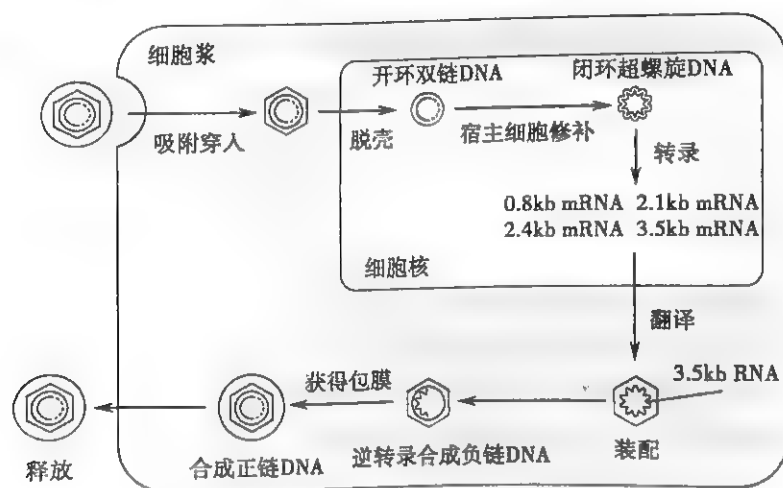 细胞浆
开环双链DNA
闭环超螺旋DNA
吸附穿入
脱壳
宿主细胞修补
转录
0.8kb mRNA 2.1kb mRNA
2.4kb mRNA 3.5kb mRNA
细胞核
翻译
获得包膜
3.5kb RNA
释放
合成正链DNA
逆转录合成负链DNA
装配